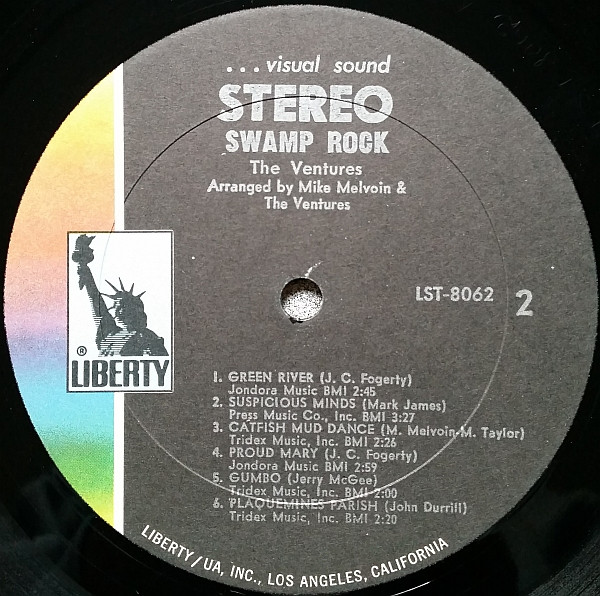 ...visual sound
STEREO
SWAMP ROCK
The Ventures
Arranged by Mike Melvoin &
The Ventures
LST-8062 2
®
LIBERTY
1. GREEN RIVER (J. C. Fogerty)
Jondora Music BMI 2:45
2. SUSPICIOUS MINDS (Mark James)
Press Music Co., Inc. BMI 3:27
3. CATFISH MUD DANCE (M. Melvoin-M. Taylor)
Tridex Music, Inc. BMI 2:26
4. PROUD MARY (J. C. Fogerty)
Jondora Music BMI 2:59
5. GUMBO (Jerry McGee)
Tridex Music, Inc. BMI 2:00
6. PLAQUEMINES PARISH (John Durrill)
Tridex Music, Inc. BMI 2:20
LIBERTY/UA, INC., LOS ANGELES, CALIFORNIA